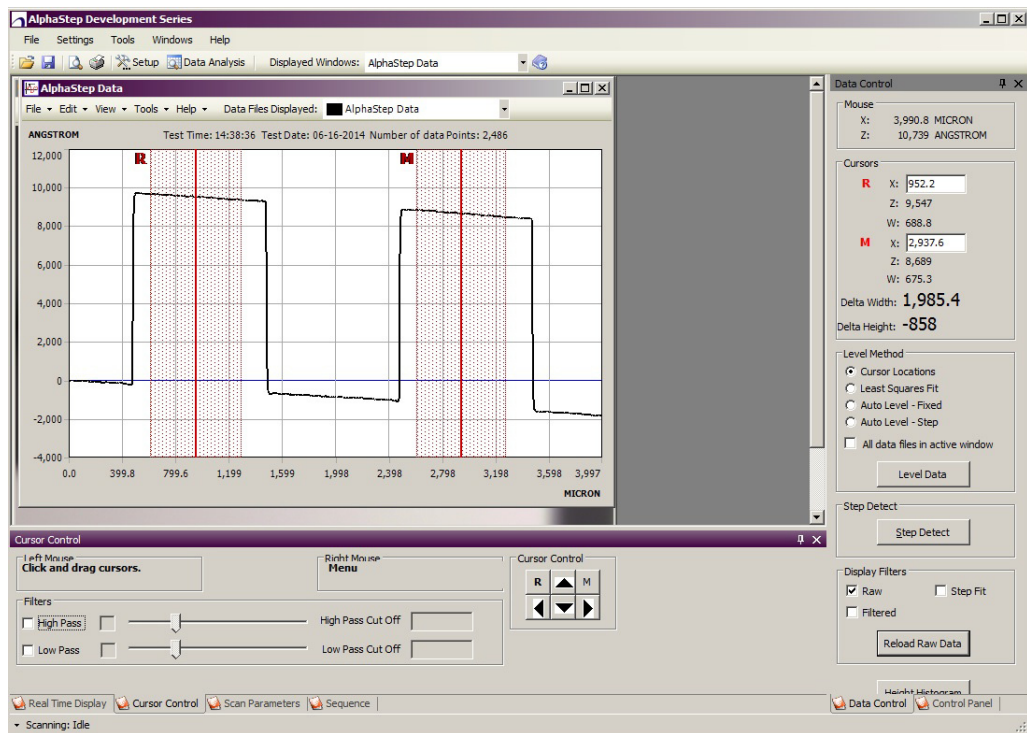 AlphaStep Development Series
File Settings Tools Windows Help
Setup Data Analysis Displayed Windows: AlphaStep Data
AlphaStep Data
File Edit View Tools Help Data Files Displayed: AlphaStep Data
ANGSTROM Test Time: 14:38:36 Test Date: 06-16-2014 Number of data Points: 2,486
R M
12,000
10,000
8,000
6,000
4,000
2,000
0
-2,000
-4,000
0.0 399.8 799.6 1,199 1,599 1,998 2,398 2,798 3,198 3,598 3,997
MICRON
Data Control
Mouse
X: 3,990.8 MICRON
Z: 10,739 ANGSTROM
Cursors
R X: 952.2
Z: 9,547
W: 688.8
M X: 2,937.6
Z: 8,689
W: 675.3
Delta Width: 1,985.4
Delta Height: -858
Level Method
Cursor Locations
Least Squares Fit
Auto Level - Fixed
Auto Level - Step
All data files in active window
Level Data
Step Detect
Step Detect
Display Filters
Raw Step Fit
Filtered
Reload Raw Data
Height Histogram
Data Control Control Panel
Cursor Control
Left Mouse
Click and drag cursors.
Right Mouse
Menu
Cursor Control
R M
Filters
High Pass High Pass Cut Off
Low Pass Low Pass Cut Off
Real Time Display Cursor Control Scan Parameters Sequence
Scanning: Idle